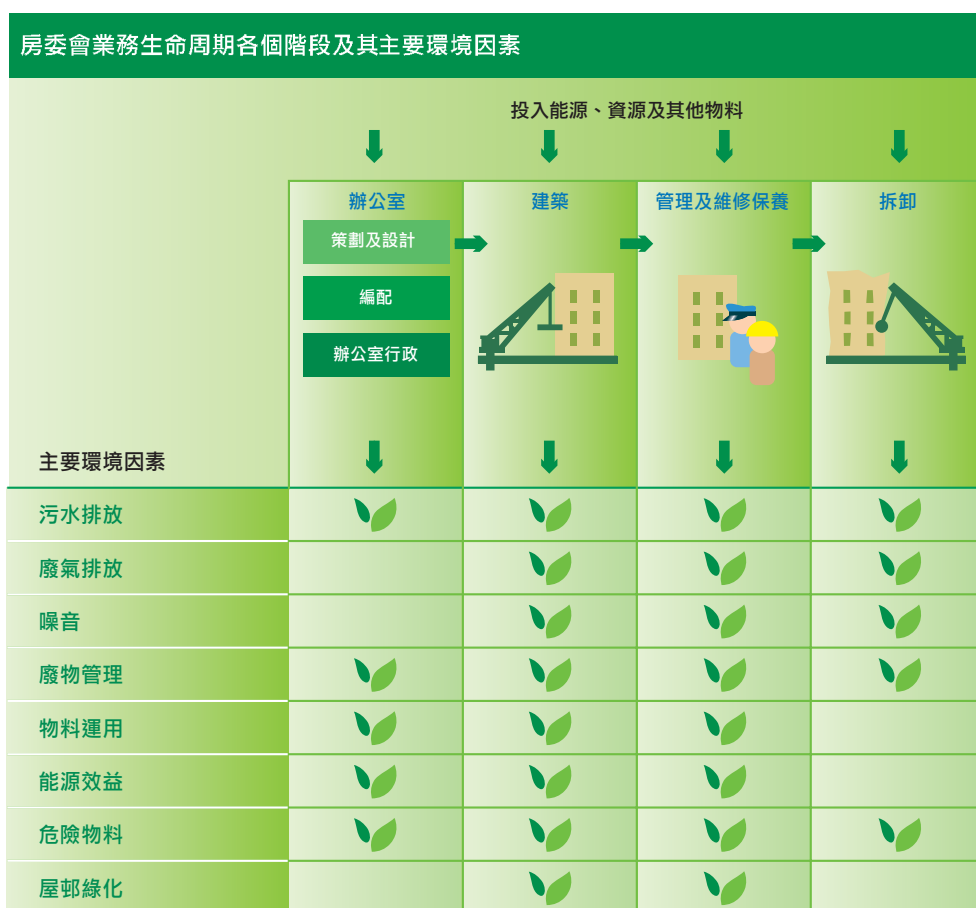 房委會業務生命周期各個階段及其主要環境因素
投入能源、資源及其他物料
辦公室
建築
管理及維修保養
拆卸
策劃及設計
編配
辦公室行政
主要環境因素
污水排放
廢氣排放
噪音
廢物管理
物料運用
能源效益
危險物料
屋邨綠化